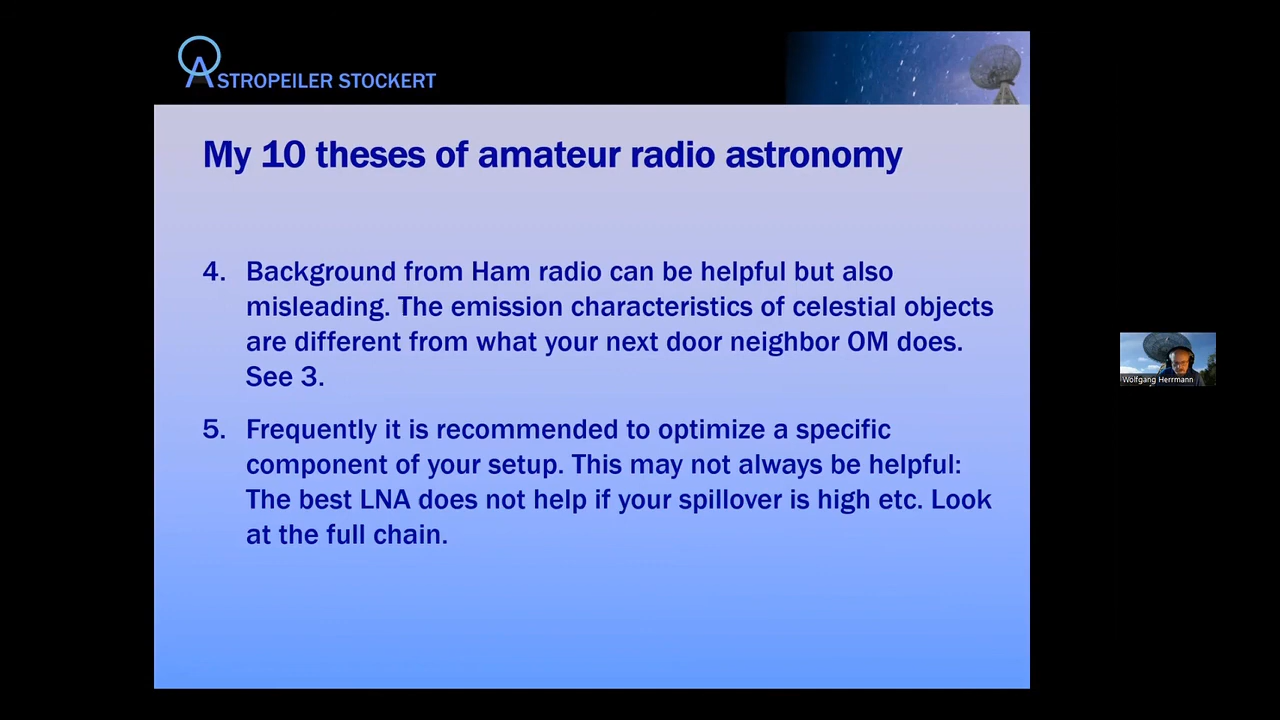 ASTROPEILER STOCKERT
My 10 theses of amateur radio astronomy
4. Background from Ham radio can be helpful but also
misleading. The emission characteristics of celestial objects
are different from what your next door neighbor OM does.
See 3.
5. Frequently it is recommended to optimize a specific
component of your setup. This may not always be helpful:
The best LNA does not help if your spillover is high etc. Look
at the full chain.
Wolfgang Herrmann